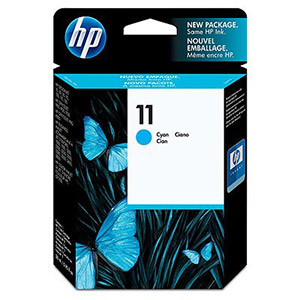 hp
NEW PACKAGE.
Same HP Ink.
NOUVEL
EMBALLAGE.
Même encre HP.
11
Cyan Ciano
Cian
hp